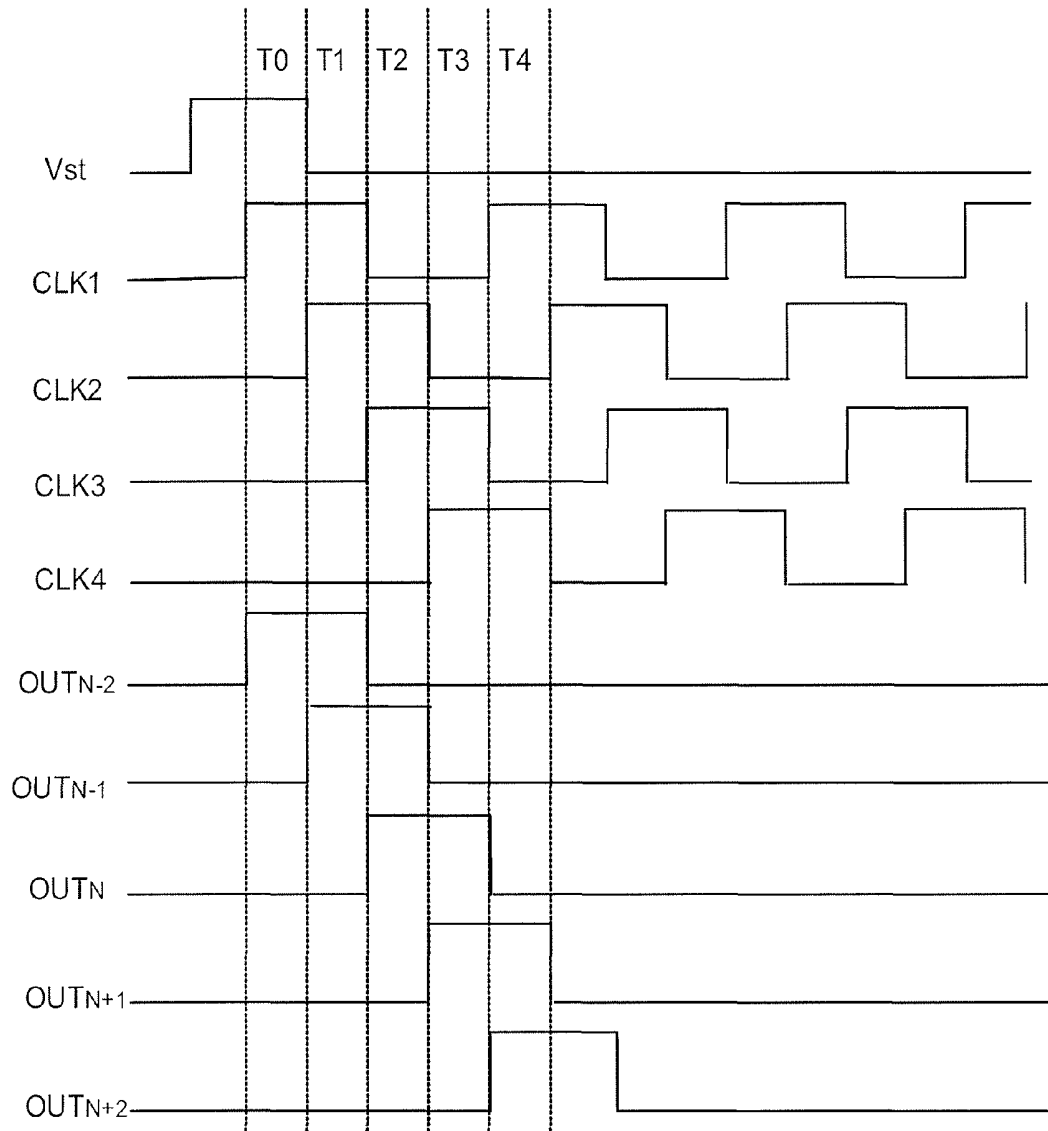 T0 T1 T2 T3 T4
Vst
CLK1
CLK2
CLK3
CLK4
OUTN-2
OUTN-1
OUTN
OUTN+1
OUTN+2